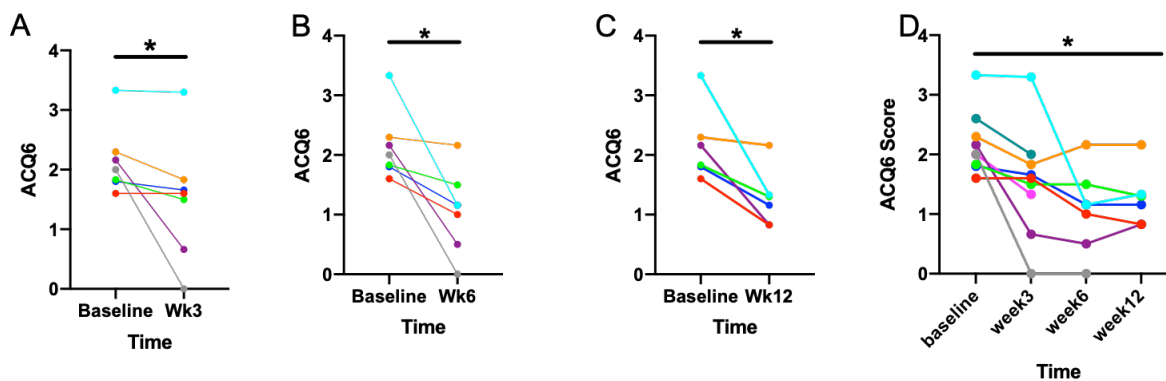 A
ACQ6
*
4
3
2
1
0
Baseline Wk3
Time
B
ACQ6
*
4
3
2
1
0
Baseline Wk6
Time
C
ACQ6
*
4
3
2
1
0
Baseline Wk12
Time
D
ACQ6 Score
*
4
3
2
1
0
baseline
week3
week6
week12
Time